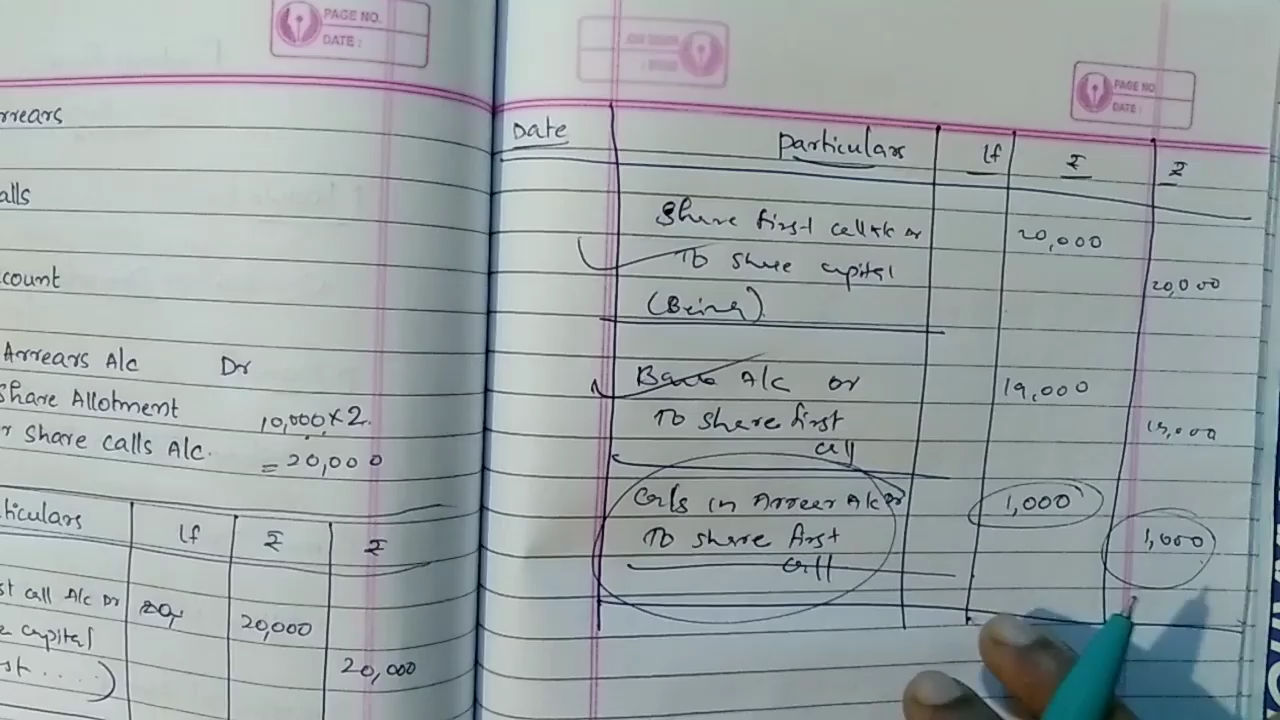 PAGE NO.
DATE :
rrears
alls
count
Arrears A/c Dr
Share Allotment 10,000 x 2
r Share Calls A/c. = 20,000
ticulars lf ₹ ₹
st call A/c Dr 20,000
e capital 20,000
st . . . . . )
PAGE NO
DATE :
Date Particulars lf ₹ ₹
Share first call A/c Dr 20,000
To share capital 20,000
(Being)
Bank A/c Dr 19,000
To share first 19,000
call
Calls in Arrear A/c Dr 1,000
To share first 1,000
call